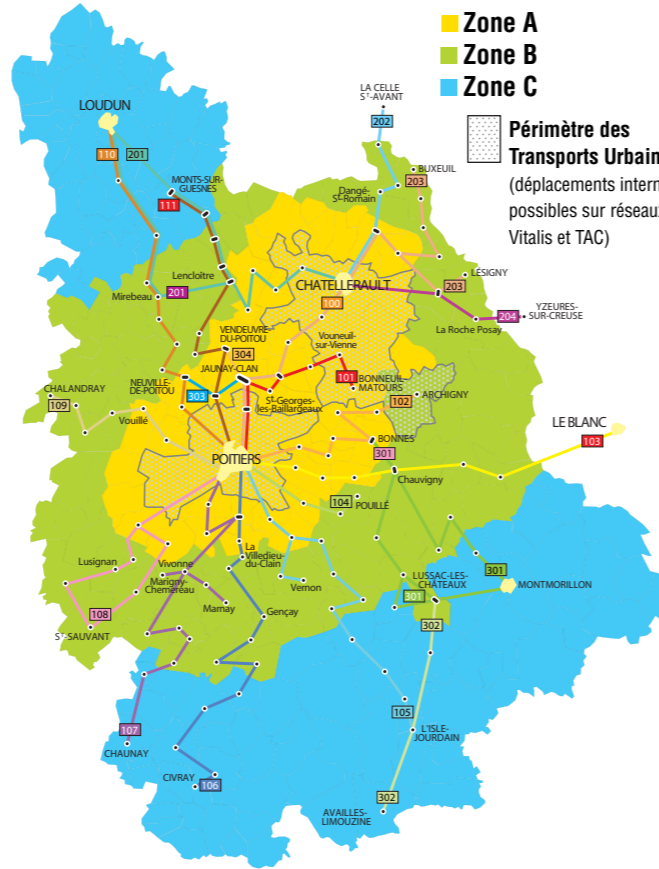 Zone A
Zone B
Zone C
Périmètre des
Transports Urbain
(déplacements intern
possibles sur réseaux
Vitalis et TAC)
LA CELLE
Sᵀ-AVANT
202
LOUDUN
110
201
MONTS-SUR-
GUESNES
111
BUXEUIL
203
Dangé-
Sᵗ-Romain
Lencloître
201
Mirebeau
CHATELLERAULT
100
LÉSIGNY
203
204
YZEURES-
SUR-CREUSE
La Roche Posay
VENDEUVRE-
DU-POITOU
304
Vouneuil-
sur-Vienne
JAUNAY-CLAN
101
BONNEUIL-
MATOURS
NEUVILLE-
DE-POITOU
303
Sᵗ-Georges-
les-Baillargeaux
102
ARCHIGNY
CHALANDRAY
109
Vouillé
LE BLANC
103
BONNES
301
POITIERS
Chauvigny
104
POUILLÉ
La
Villedieu-
du-Clain
Lusignan
Vivonne
Marigny-
Chemereau
Marnay
Vernon
Gençay
LUSSAC-LES-
CHÂTEAUX
301
301
MONTMORILLON
302
108
Sᵀ-SAUVANT
105
L'ISLE-
JOURDAIN
107
CHAUNAY
CIVRAY
106
302
AVAILLES-
LIMOUZINE